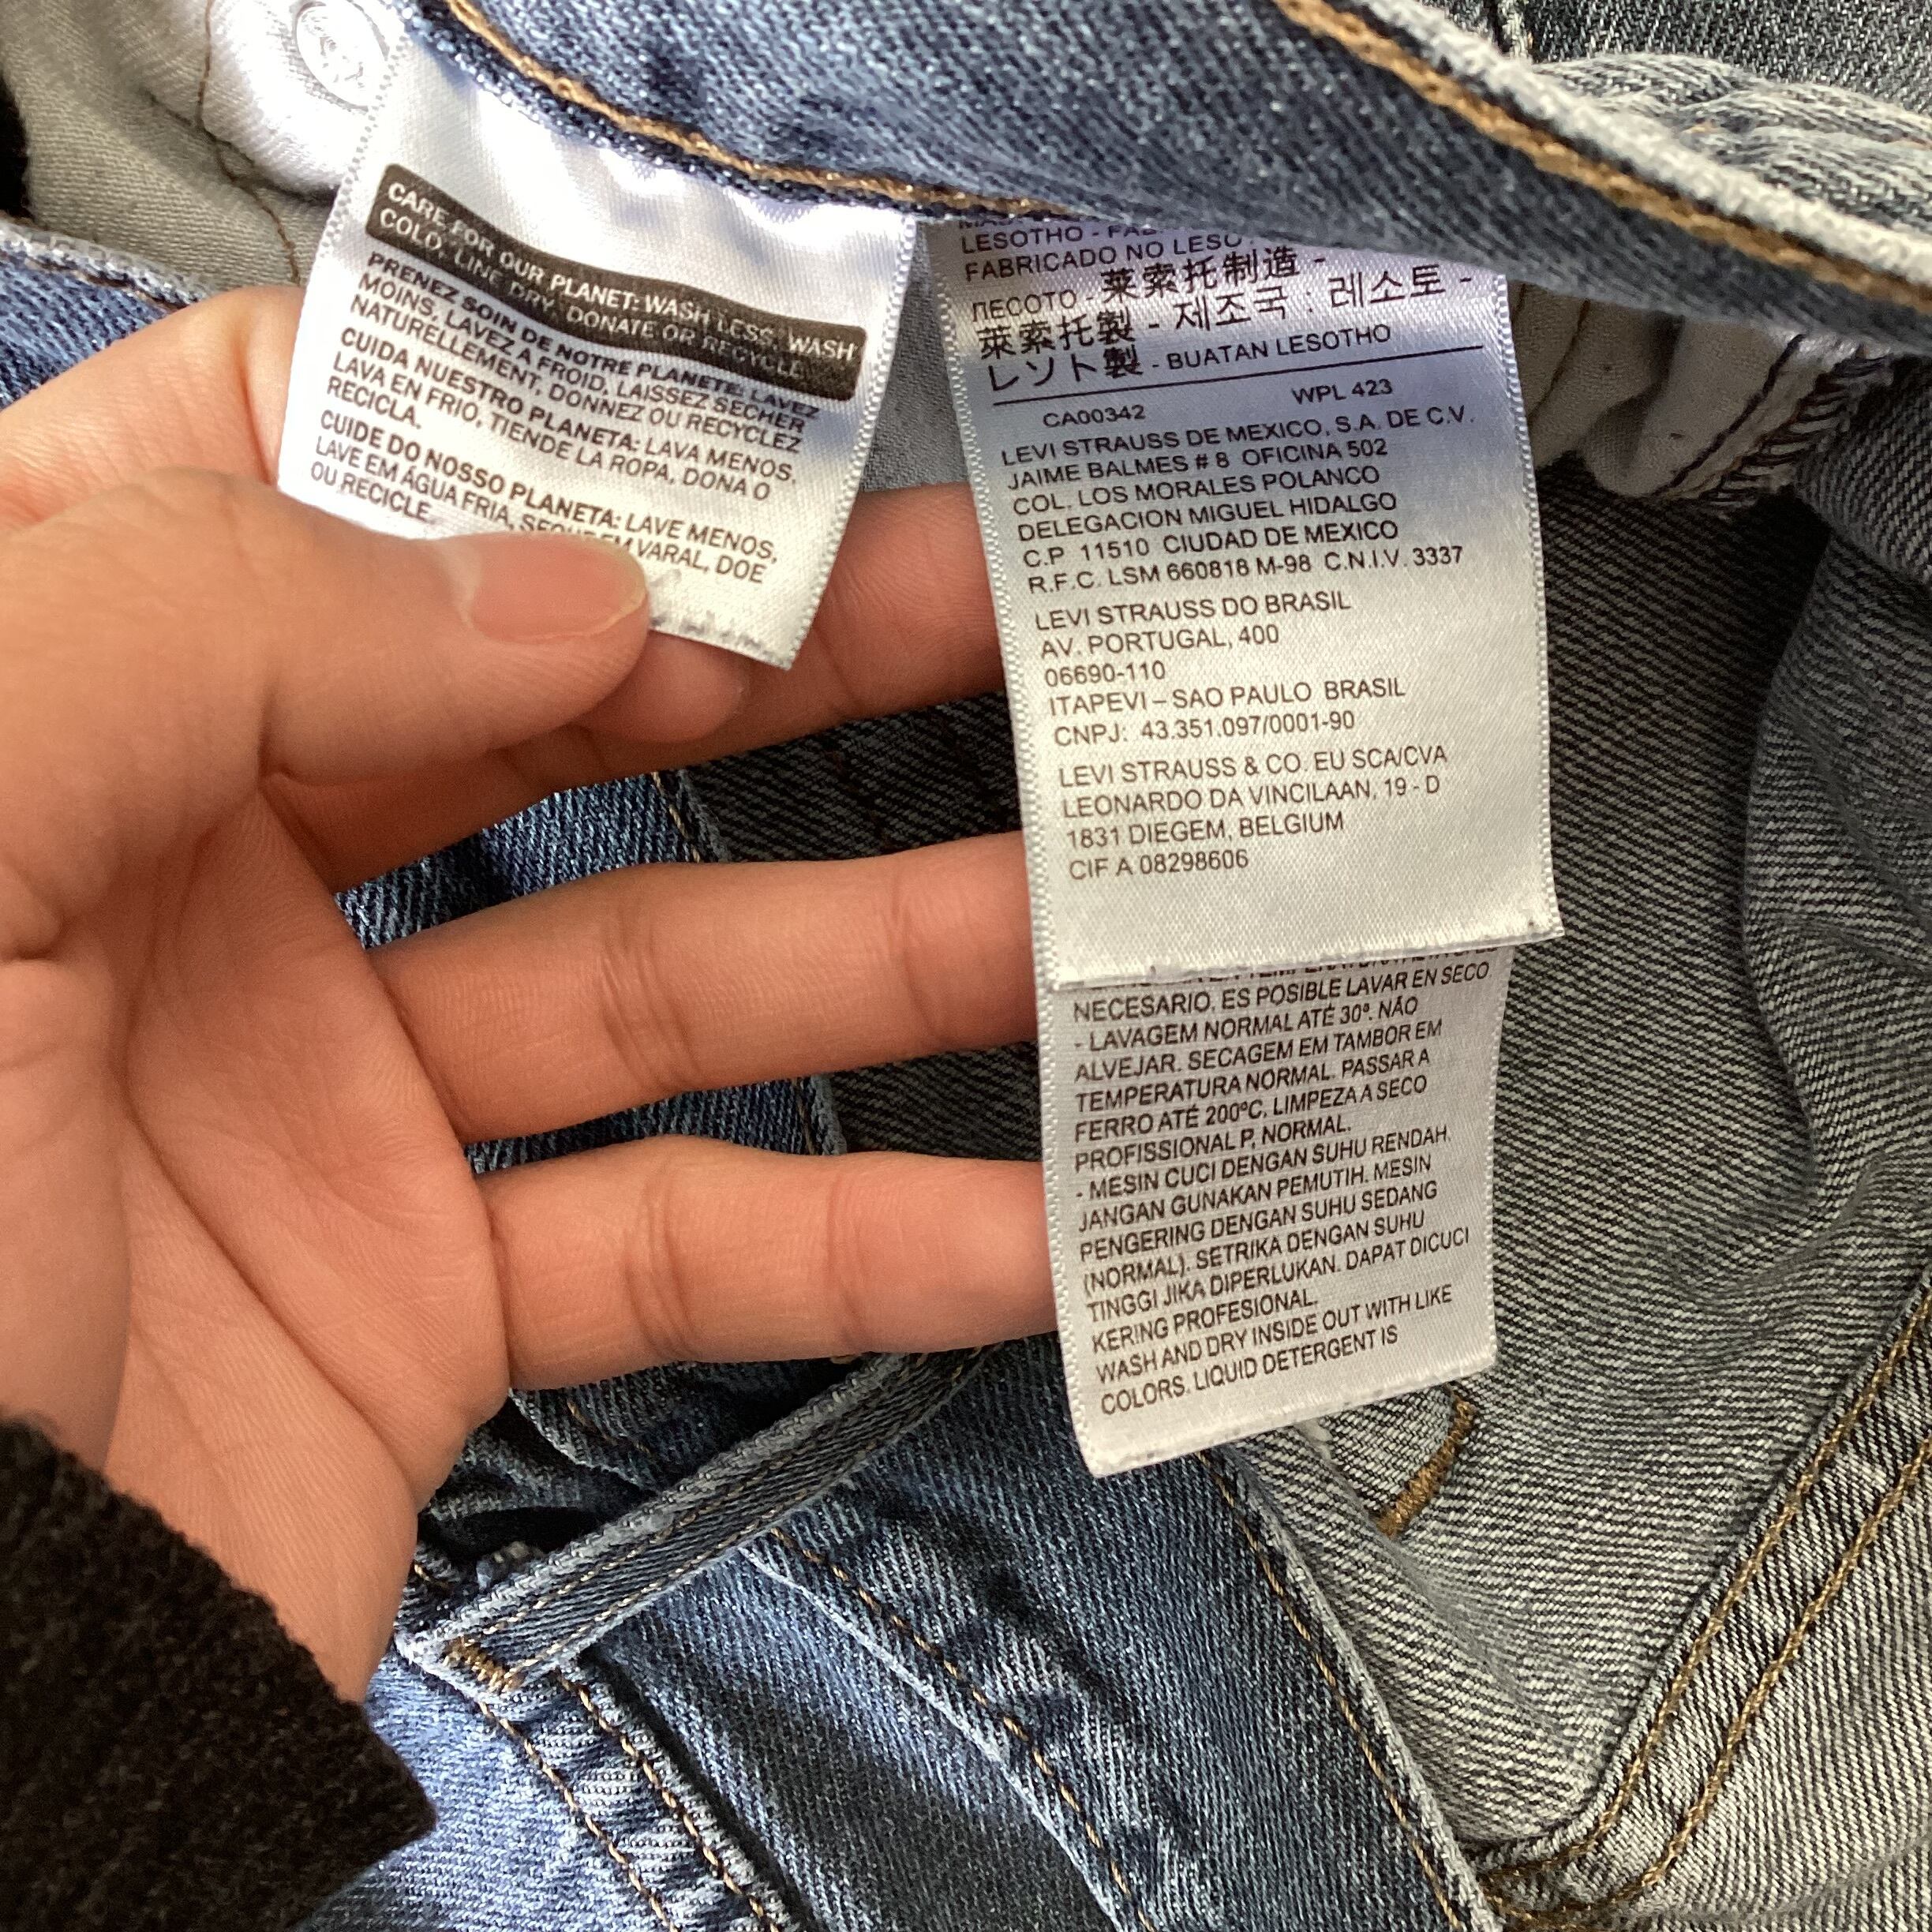 CARE FOR OUR PLANET: WASH LESS, WASH
COLD, LINE DRY, DONATE OR RECYCLE.
PRENEZ SOIN DE NOTRE PLANETE: LAVEZ
MOINS, LAVEZ A FROID, LAISSEZ SECHER
NATURELLEMENT, DONNEZ OU RECYCLEZ
CUIDA NUESTRO PLANETA: LAVA MENOS,
LAVA EN FRIO, TIENDE LA ROPA, DONA O
RECICLA.
CUIDE DO NOSSO PLANETA: LAVE MENOS,
LAVE EM ÁGUA FRIA, EM VARAL, DOE
OU RECICLE.
LESOTHO -
FABRICADO NO
ПЕСОТО - 莱索托制造 -
萊索托製 - 제조국 : 레소토 -
レソト製 - BUATAN LESOTHO
CA00342 WPL 423
LEVI STRAUSS DE MEXICO, S.A. DE C.V.
JAIME BALMES # 8 OFICINA 502
COL. LOS MORALES POLANCO
DELEGACION MIGUEL HIDALGO
C.P 11510 CIUDAD DE MEXICO
R.F.C. LSM 660818 M-98 C.N.I.V. 3337
LEVI STRAUSS DO BRASIL
AV. PORTUGAL, 400
06690-110
ITAPEVI – SAO PAULO BRASIL
CNPJ: 43.351.097/0001-90
LEVI STRAUSS & CO. EU SCA/CVA
LEONARDO DA VINCILAAN, 19 - D
1831 DIEGEM, BELGIUM
CIF A 08298606
NECESARIO. ES POSIBLE LAVAR EN SECO
- LAVAGEM NORMAL ATÉ 30º. NÃO
ALVEJAR. SECAGEM EM TAMBOR EM
TEMPERATURA NORMAL. PASSAR A
FERRO ATÉ 200ºC. LIMPEZA A SECO
PROFISSIONAL P, NORMAL.
- MESIN CUCI DENGAN SUHU RENDAH.
JANGAN GUNAKAN PEMUTIH. MESIN
PENGERING DENGAN SUHU SEDANG
(NORMAL). SETRIKA DENGAN SUHU
TINGGI JIKA DIPERLUKAN. DAPAT DICUCI
KERING PROFESIONAL.
WASH AND DRY INSIDE OUT WITH LIKE
COLORS. LIQUID DETERGENT IS